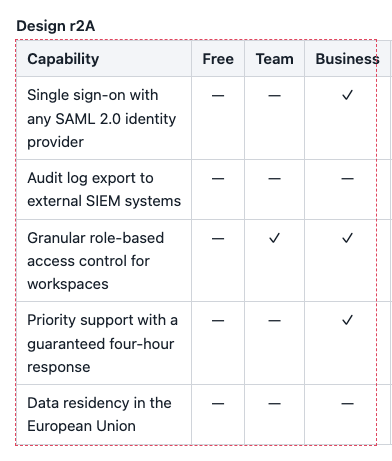 Design r2A
Capability Free Team Business
Single sign-on with — — ✓
any SAML 2.0 identity
provider
Audit log export to — — —
external SIEM systems
Granular role-based — ✓ ✓
access control for
workspaces
Priority support with a — — ✓
guaranteed four-hour
response
Data residency in the — — —
European Union